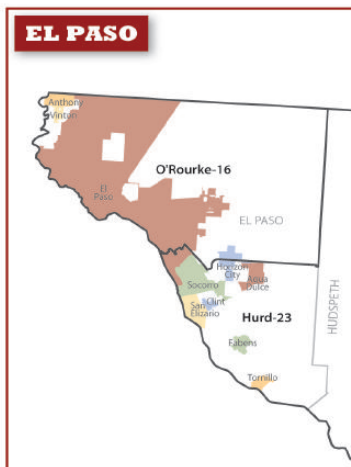 EL PASO
Anthony
Vinton
O'Rourke-16
El
Paso
EL PASO
Horizon
City
Agua
Dulce
Socorro
Clint
San
Elizario
Hurd-23
HUDSPETH
Fabens
Tornillo